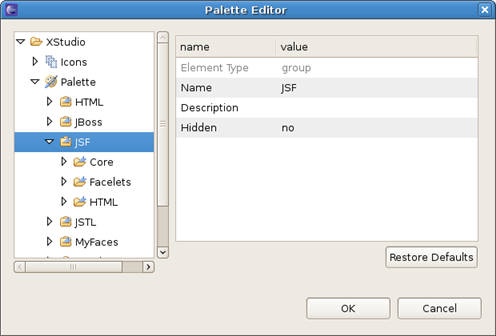 Palette Editor
XStudio
Icons
Palette
HTML
JBoss
JSF
Core
Facelets
HTML
JSTL
MyFaces
name value
Element Type group
Name JSF
Description
Hidden no
Restore Defaults
OK Cancel